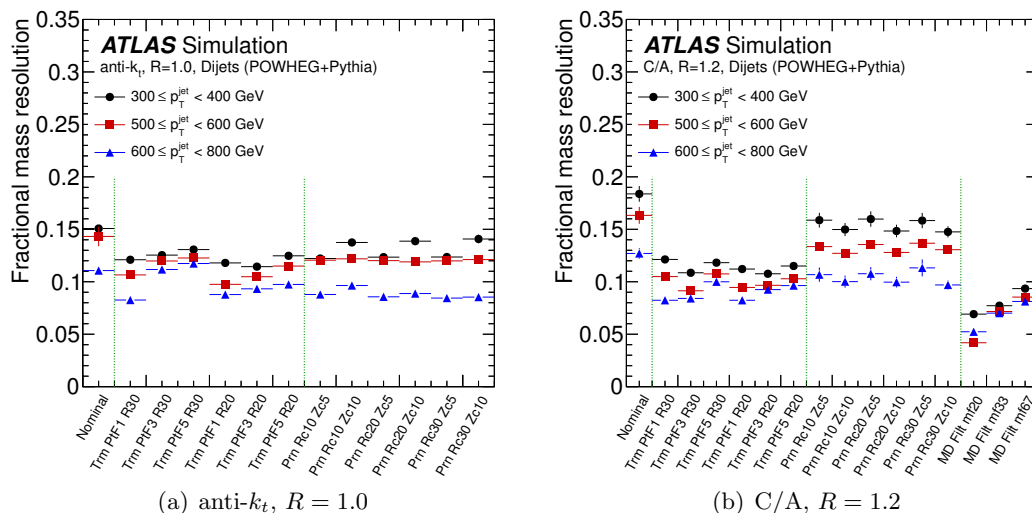 0.35
0.3
0.25
0.2
0.15
0.1
0.05
0
Fractional mass resolution
ATLAS Simulation
anti-kt, R=1.0, Dijets (POWHEG+Pythia)
300 ≤ p_T^jet < 400 GeV
500 ≤ p_T^jet < 600 GeV
600 ≤ p_T^jet < 800 GeV
Nominal
Trm PtF1 R30
Trm PtF3 R30
Trm PtF5 R30
Trm PtF1 R20
Trm PtF3 R20
Trm PtF5 R20
Prn Rc10 Zc5
Prn Rc10 Zc10
Prn Rc20 Zc5
Prn Rc20 Zc10
Prn Rc30 Zc5
Prn Rc30 Zc10
(a) anti-kt, R = 1.0
0.35
0.3
0.25
0.2
0.15
0.1
0.05
0
Fractional mass resolution
ATLAS Simulation
C/A, R=1.2, Dijets (POWHEG+Pythia)
300 ≤ p_T^jet < 400 GeV
500 ≤ p_T^jet < 600 GeV
600 ≤ p_T^jet < 800 GeV
Nominal
Trm PtF1 R30
Trm PtF3 R30
Trm PtF5 R30
Trm PtF1 R20
Trm PtF3 R20
Trm PtF5 R20
Prn Rc10 Zc5
Prn Rc10 Zc10
Prn Rc20 Zc5
Prn Rc20 Zc10
Prn Rc30 Zc5
Prn Rc30 Zc10
MD Filt mf20
MD Filt mf33
MD Filt mf67
(b) C/A, R = 1.2